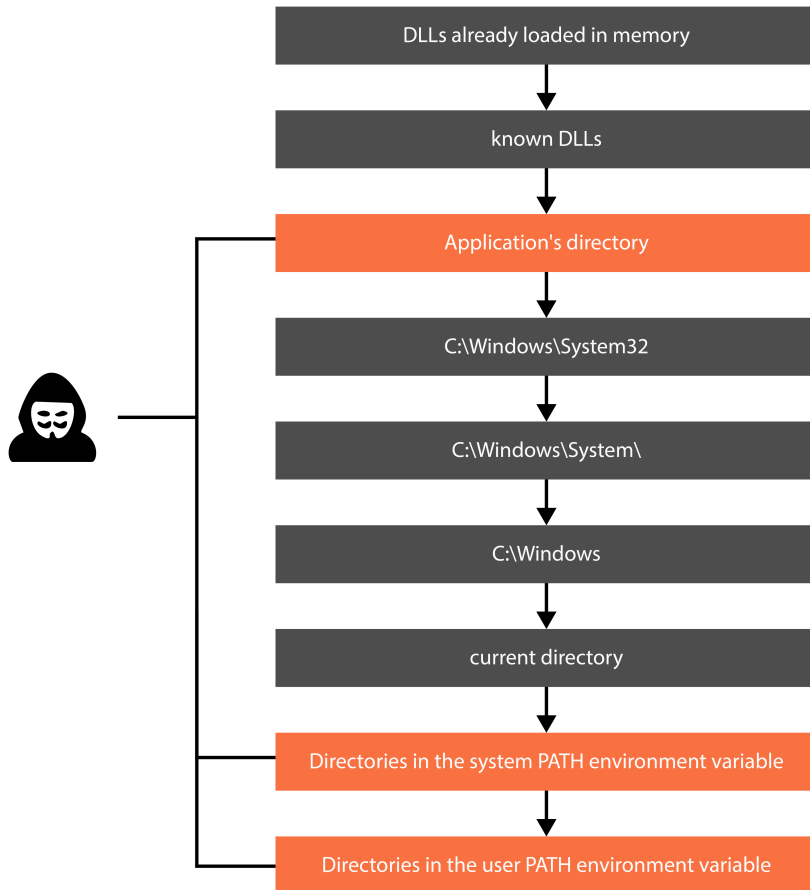 DLLs already loaded in memory
known DLLs
Application's directory
C:\Windows\System32
C:\Windows\System\
C:\Windows
current directory
Directories in the system PATH environment variable
Directories in the user PATH environment variable